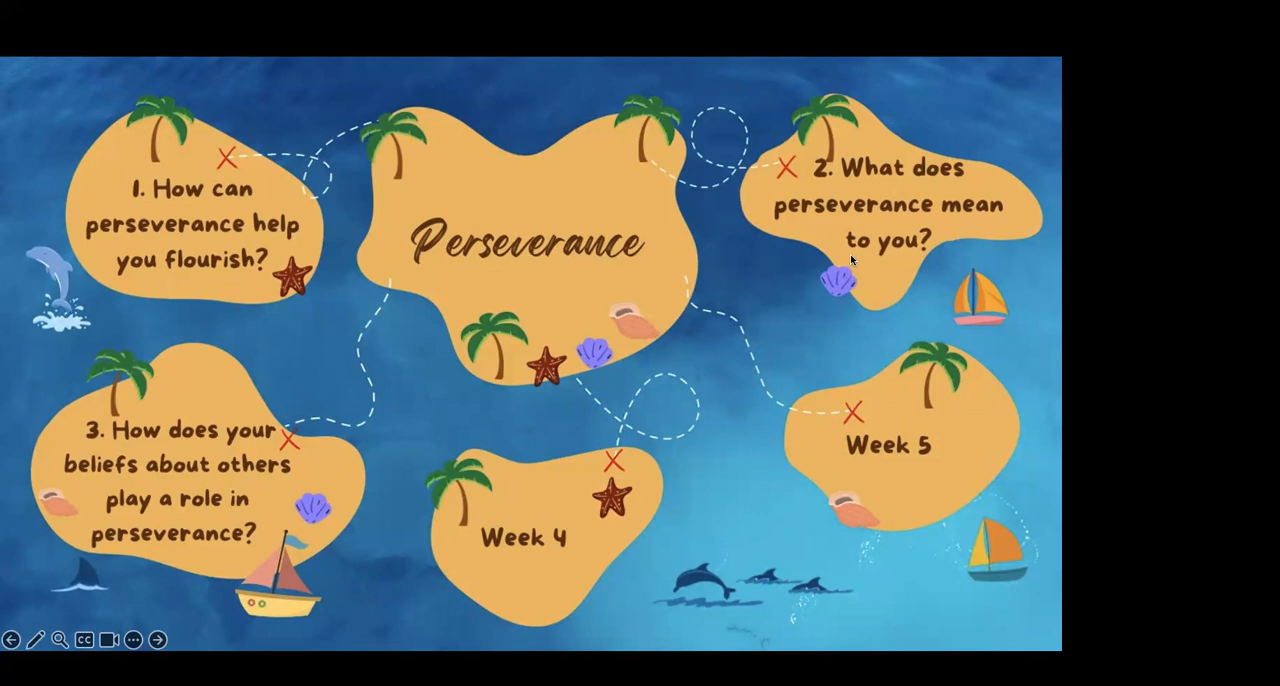 Perseverance
1. How can
perseverance help
you flourish?
2. What does
perseverance mean
to you?
3. How does your
beliefs about others
play a role in
perseverance?
Week 4
Week 5
CC